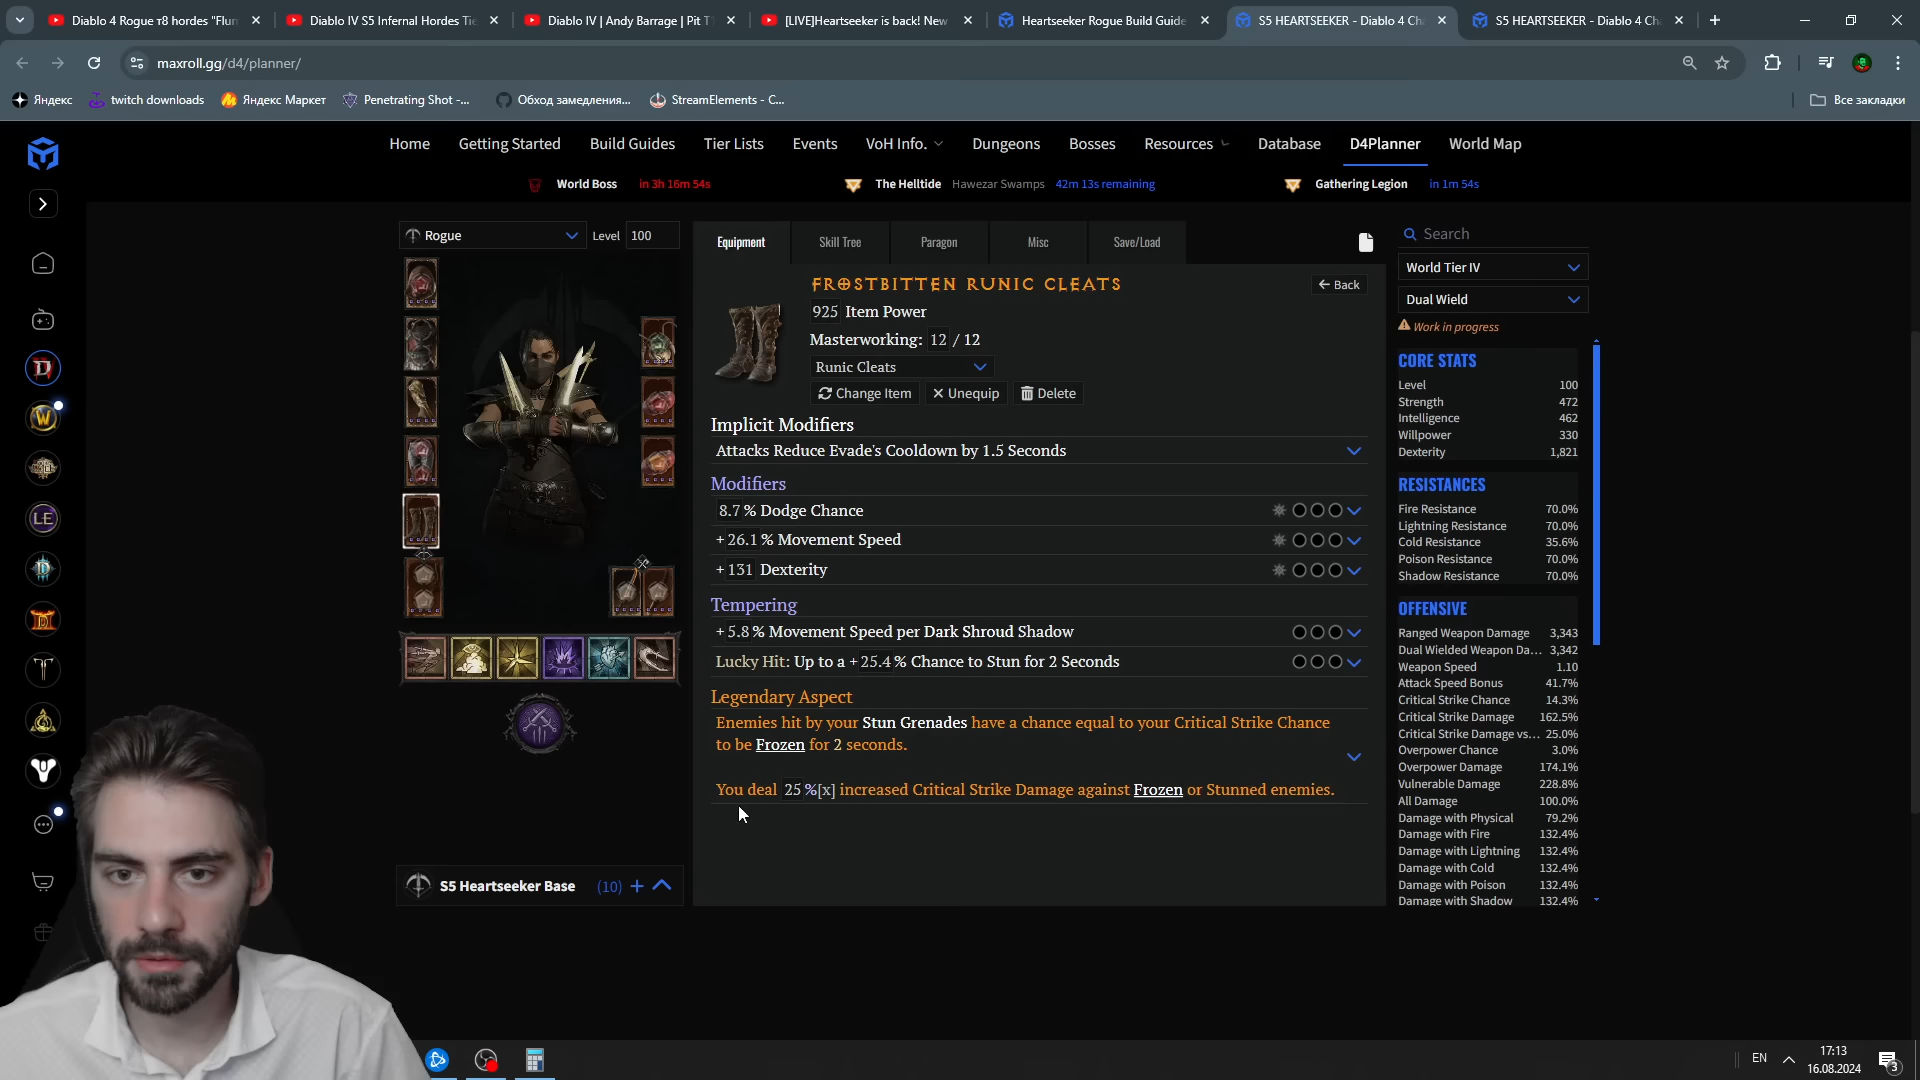 Diablo 4 Rogue т8 hordes "Flur
Diablo IV S5 Infernal Hordes Tie
Diablo IV | Andy Barrage | Pit T
[LIVE]Heartseeker is back! New
Heartseeker Rogue Build Guide
S5 HEARTSEEKER - Diablo 4 Ch
S5 HEARTSEEKER - Diablo 4 Ch
maxroll.gg/d4/planner/
Яндекс
twitch downloads
Яндекс Маркет
Penetrating Shot -...
Обход замедления...
StreamElements - C...
Все закладки
Home
Getting Started
Build Guides
Tier Lists
Events
VoH Info.
Dungeons
Bosses
Resources
Database
D4Planner
World Map
World Boss in 3h 16m 54s
The Helltide Hawezar Swamps 42m 13s remaining
Gathering Legion in 1m 54s
Rogue
Level 100
Equipment
Skill Tree
Paragon
Misc
Save/Load
FROSTBITTEN RUNIC CLEATS
Back
925 Item Power
Masterworking: 12 / 12
Runic Cleats
Change Item
Unequip
Delete
Implicit Modifiers
Attacks Reduce Evade's Cooldown by 1.5 Seconds
Modifiers
8.7 % Dodge Chance
+ 26.1 % Movement Speed
+ 131 Dexterity
Tempering
+ 5.8 % Movement Speed per Dark Shroud Shadow
Lucky Hit: Up to a + 25.4 % Chance to Stun for 2 Seconds
Legendary Aspect
Enemies hit by your Stun Grenades have a chance equal to your Critical Strike Chance
to be Frozen for 2 seconds.
You deal 25 %[x] increased Critical Strike Damage against Frozen or Stunned enemies.
S5 Heartseeker Base (10)
Search
World Tier IV
Dual Wield
Work in progress
CORE STATS
Level 100
Strength 472
Intelligence 462
Willpower 330
Dexterity 1,821
RESISTANCES
Fire Resistance 70.0%
Lightning Resistance 70.0%
Cold Resistance 35.6%
Poison Resistance 70.0%
Shadow Resistance 70.0%
OFFENSIVE
Ranged Weapon Damage 3,343
Dual Wielded Weapon Da... 3,342
Weapon Speed 1.10
Attack Speed Bonus 41.7%
Critical Strike Chance 14.3%
Critical Strike Damage 162.5%
Critical Strike Damage vs... 25.0%
Overpower Chance 3.0%
Overpower Damage 174.1%
Vulnerable Damage 228.8%
All Damage 100.0%
Damage with Physical 79.2%
Damage with Fire 132.4%
Damage with Lightning 132.4%
Damage with Cold 132.4%
Damage with Poison 132.4%
Damage with Shadow 132.4%
LE
EN
17:13
16.08.2024
3